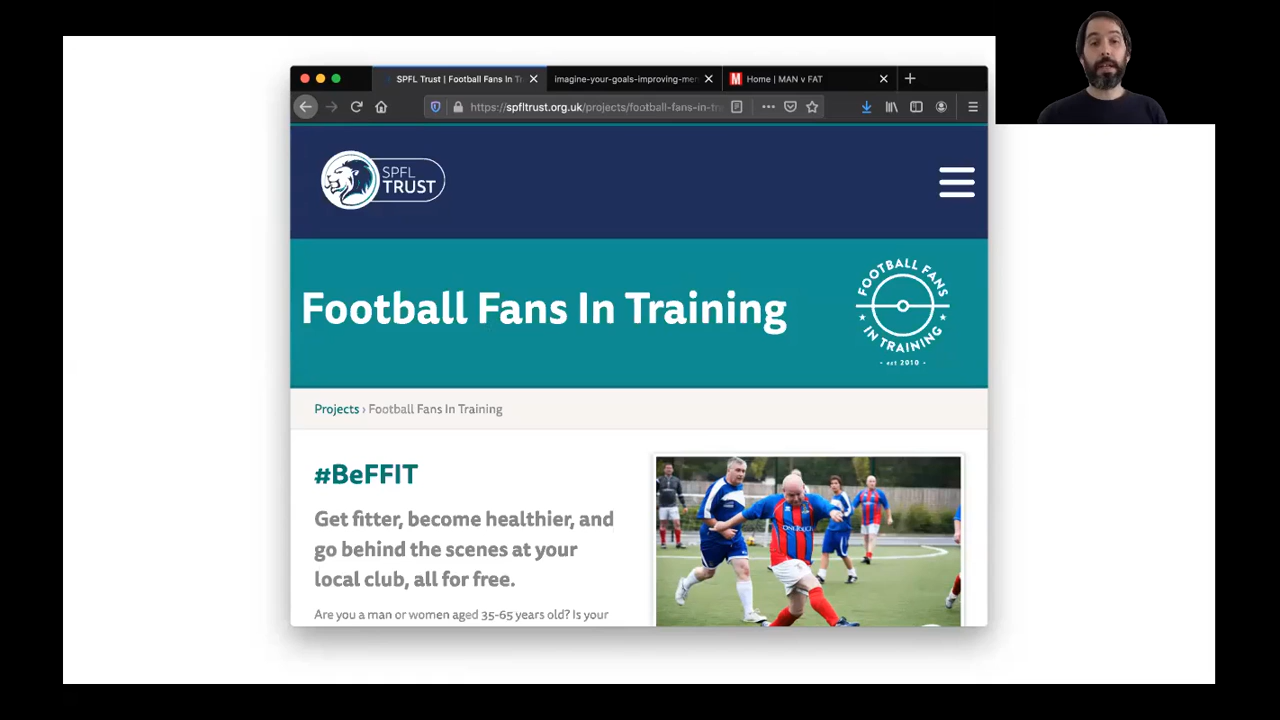 SPFL Trust | Football Fans In T
imagine-your-goals-improving-mer
M Home | MAN v FAT
https://spfltrust.org.uk/projects/football-fans-in-tr
SPFL
TRUST
Football Fans In Training
FOOTBALL FANS
IN TRAINING
- est 2010 -
Projects › Football Fans In Training
#BeFFIT
Get fitter, become healthier, and
go behind the scenes at your
local club, all for free.
Are you a man or women aged 35-65 years old? Is your